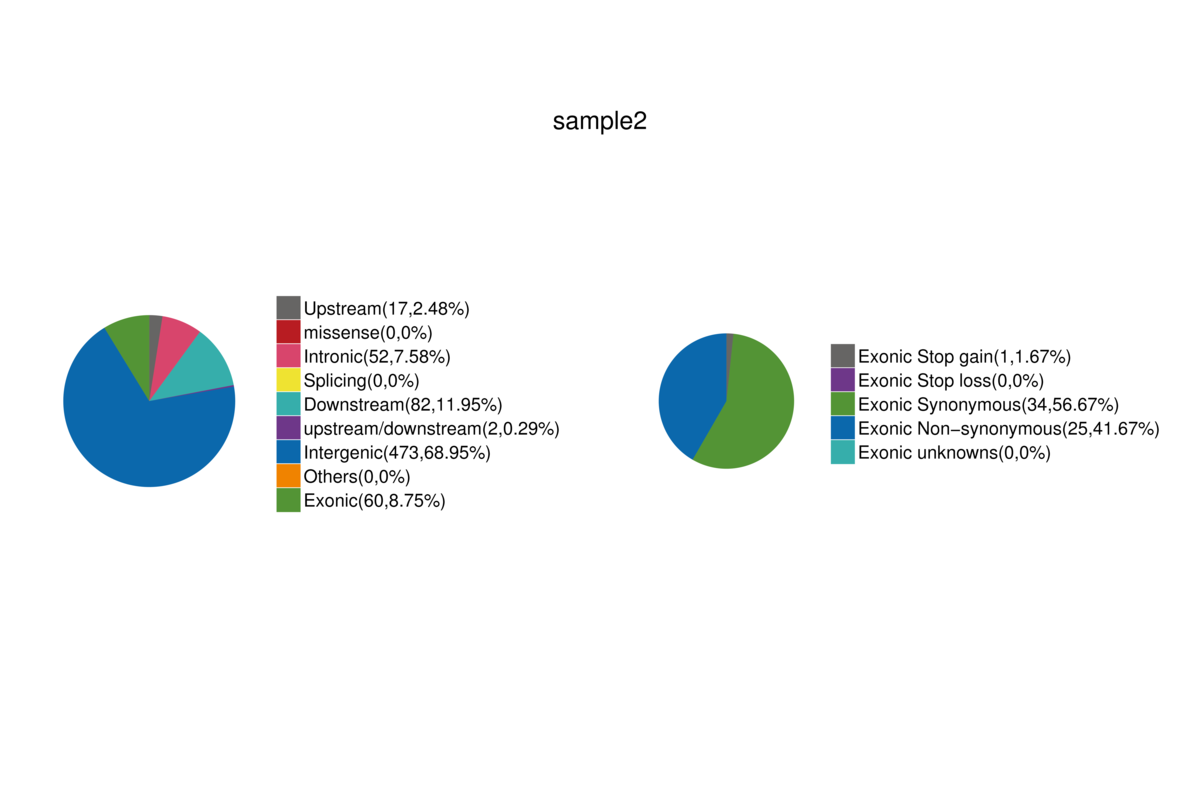 sample2
Upstream(17,2.48%)
missense(0,0%)
Intronic(52,7.58%)
Splicing(0,0%)
Downstream(82,11.95%)
upstream/downstream(2,0.29%)
Intergenic(473,68.95%)
Others(0,0%)
Exonic(60,8.75%)
Exonic Stop gain(1,1.67%)
Exonic Stop loss(0,0%)
Exonic Synonymous(34,56.67%)
Exonic Non−synonymous(25,41.67%)
Exonic unknowns(0,0%)